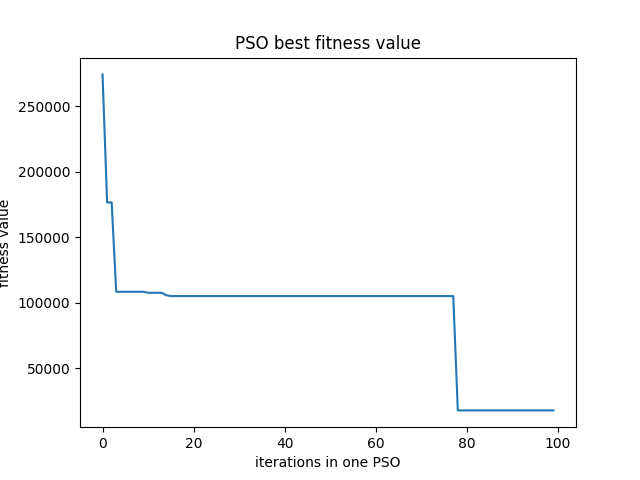 PSO best fitness value
250000
200000
150000
100000
50000
fitness value
0 20 40 60 80 100
iterations in one PSO